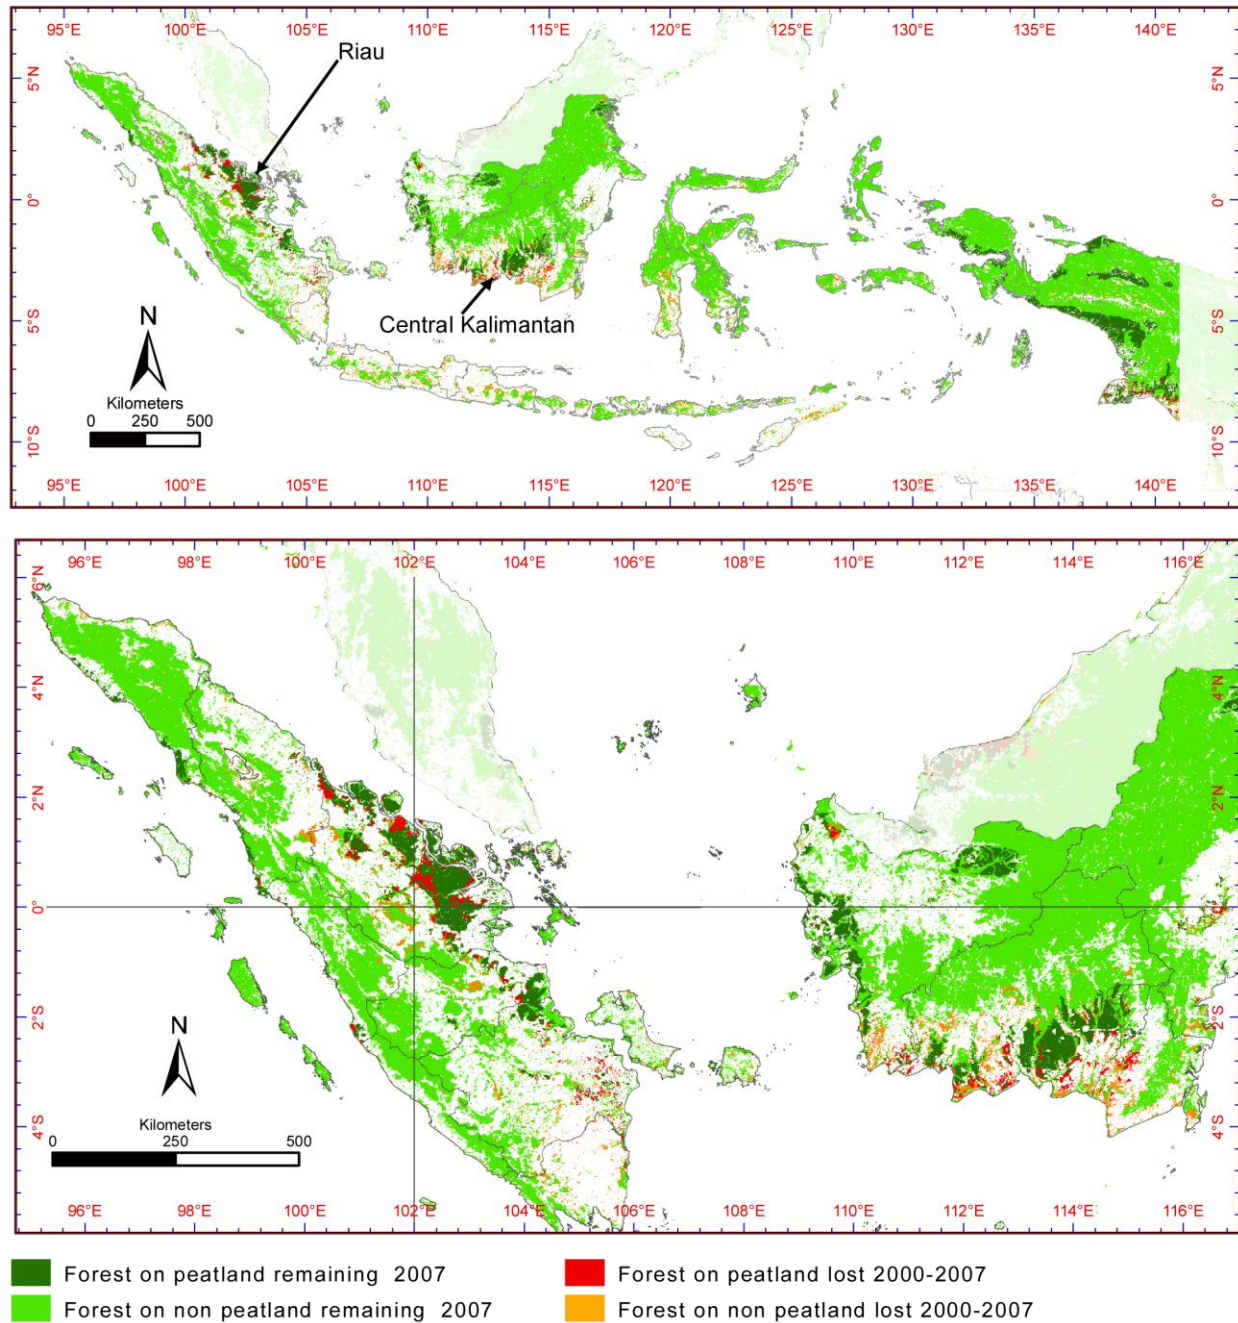 95°E 100°E 105°E 110°E 115°E 120°E 125°E 130°E 135°E 140°E
Riau
5°N 5°N
0° 0°
5°S 5°S
10°S 10°S
Central Kalimantan
N
Kilometers
0 250 500
95°E 100°E 105°E 110°E 115°E 120°E 125°E 130°E 135°E 140°E
96°E 98°E 100°E 102°E 104°E 106°E 108°E 110°E 112°E 114°E 116°E
6°N
4°N 4°N
2°N 2°N
0° 0°
2°S 2°S
4°S 4°S
N
Kilometers
0 250 500
96°E 98°E 100°E 102°E 104°E 106°E 108°E 110°E 112°E 114°E 116°E
Forest on peatland remaining 2007
Forest on non peatland remaining 2007
Forest on peatland lost 2000-2007
Forest on non peatland lost 2000-2007